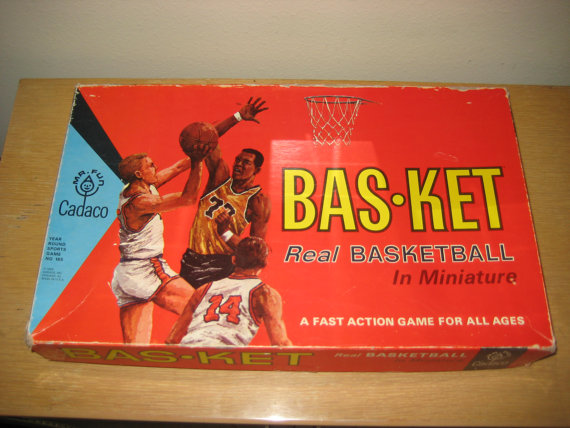 MR. FUN
Cadaco
YEAR
ROUND
SPORTS
GAME
NO. 165
77
14
BAS•KET
Real BASKETBALL
In Miniature
A FAST ACTION GAME FOR ALL AGES
BAS•KET
Real BASKETBALL
Cadaco